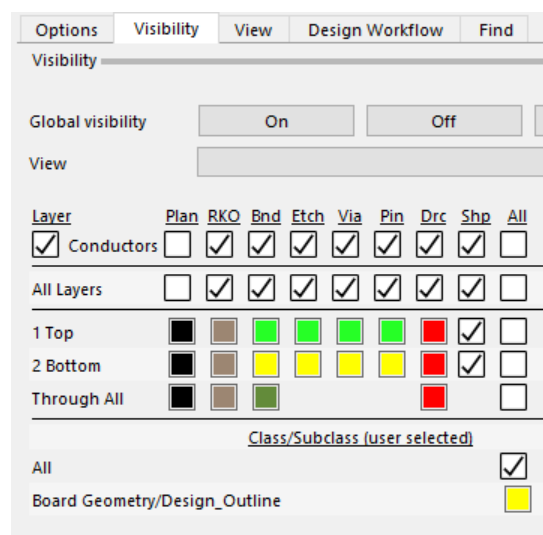 Options Visibility View Design Workflow Find
Visibility
Global visibility On Off
View
Layer Plan RKO Bnd Etch Via Pin Drc Shp All
Conductors
All Layers
1 Top
2 Bottom
Through All
Class/Subclass (user selected)
All
Board Geometry/Design_Outline